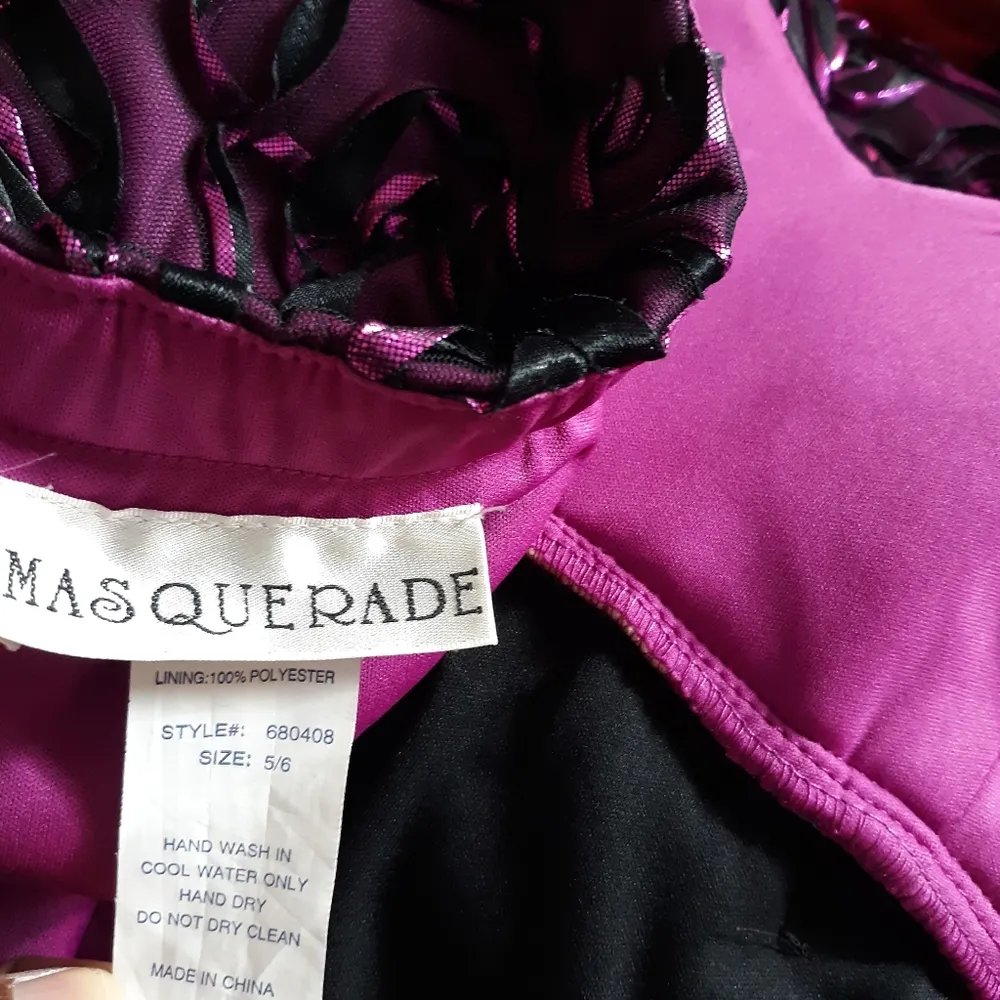 MASQUERADE
LINING:100% POLYESTER
STYLE#: 680408
SIZE: 5/6
HAND WASH IN
COOL WATER ONLY
HAND DRY
DO NOT DRY CLEAN
MADE IN CHINA